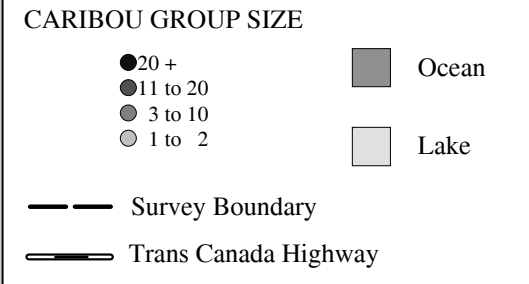 CARIBOU GROUP SIZE
20 +
11 to 20
3 to 10
1 to 2
Ocean
Lake
Survey Boundary
Trans Canada Highway